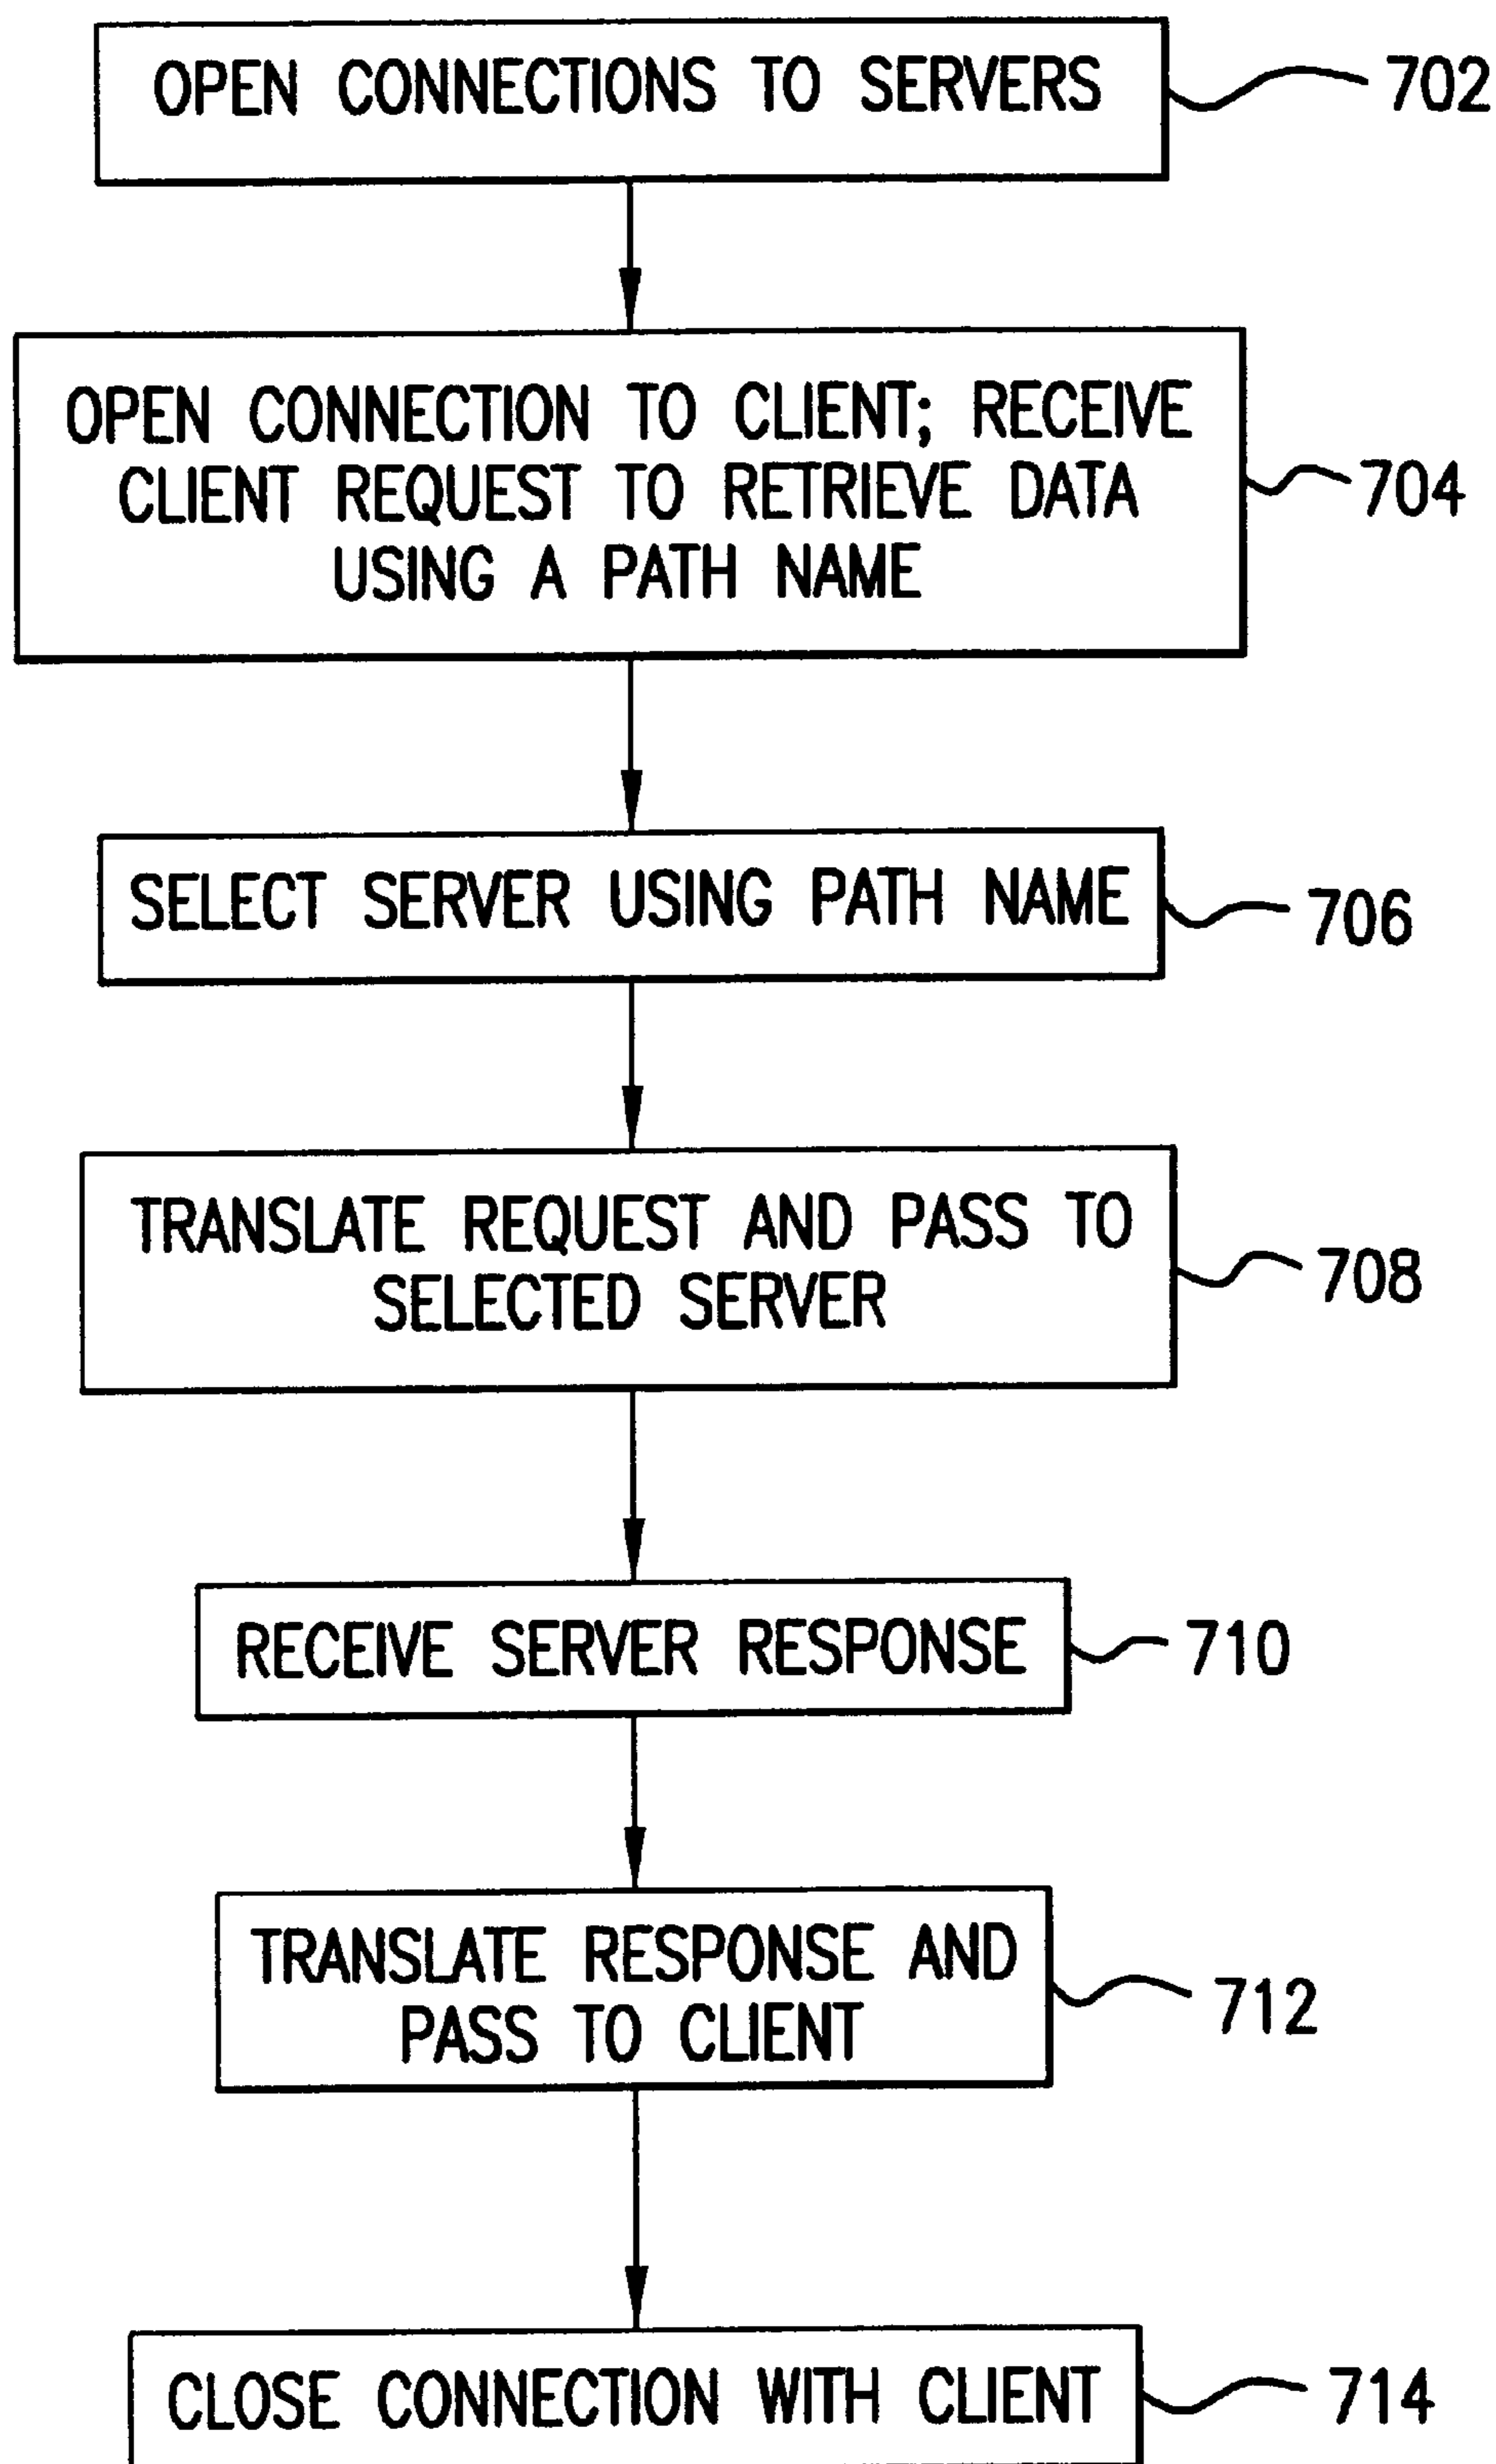 OPEN CONNECTIONS TO SERVERS
702
OPEN CONNECTION TO CLIENT; RECEIVE
CLIENT REQUEST TO RETRIEVE DATA
USING A PATH NAME
704
SELECT SERVER USING PATH NAME
706
TRANSLATE REQUEST AND PASS TO
SELECTED SERVER
708
RECEIVE SERVER RESPONSE
710
TRANSLATE RESPONSE AND
PASS TO CLIENT
712
CLOSE CONNECTION WITH CLIENT
714